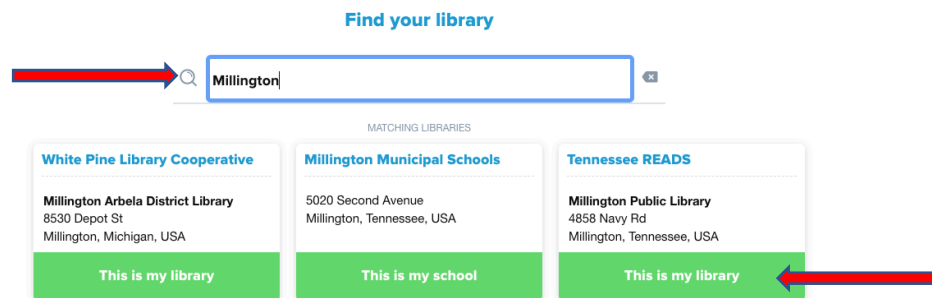 Find your library
Millington
MATCHING LIBRARIES
White Pine Library Cooperative
Millington Arbela District Library
8530 Depot St
Millington, Michigan, USA
This is my library
Millington Municipal Schools
5020 Second Avenue
Millington, Tennessee, USA
This is my school
Tennessee READS
Millington Public Library
4858 Navy Rd
Millington, Tennessee, USA
This is my library